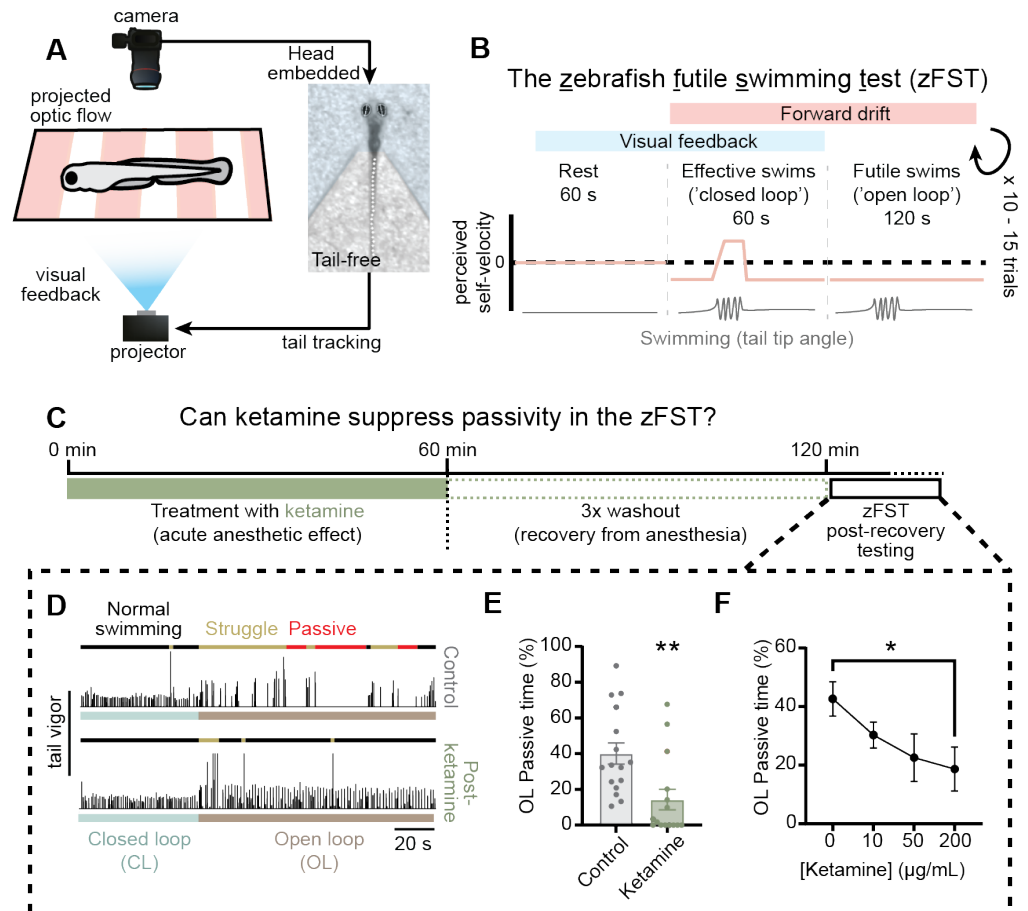 A
camera
Head
embedded
projected
optic flow
Tail-free
visual
feedback
projector
tail tracking
B
The zebrafish futile swimming test (zFST)
Forward drift
Visual feedback
Rest
60 s
Effective swims
('closed loop')
60 s
Futile swims
('open loop')
120 s
x 10 - 15 trials
perceived
self-velocity
0
Swimming (tail tip angle)
C
Can ketamine suppress passivity in the zFST?
0 min
60 min
120 min
Treatment with ketamine
(acute anesthetic effect)
3x washout
(recovery from anesthesia)
zFST
post-recovery
testing
D
Normal
swimming
Struggle
Passive
Control
tail vigor
Post-
ketamine
Closed loop
(CL)
Open loop
(OL)
20 s
E
OL Passive time (%)
100
80
60
40
20
0
**
Control
Ketamine
F
OL Passive time (%)
60
40
20
0
*
0 10 50 200
[Ketamine] (µg/mL)